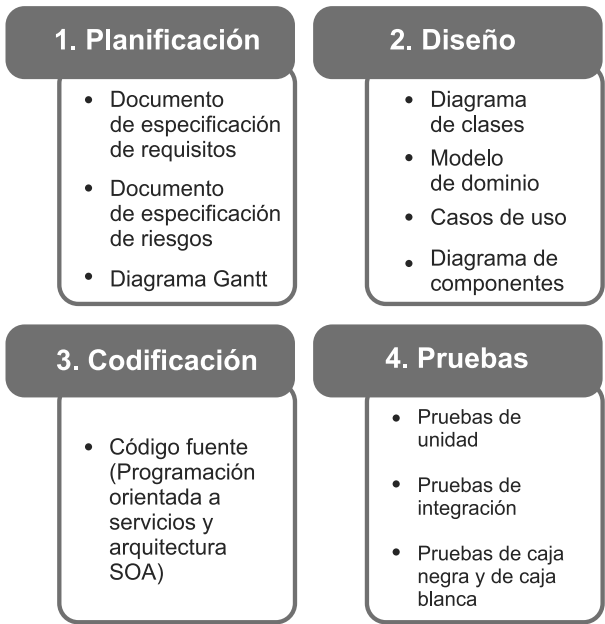 1. Planificación
• Documento
de especificación
de requisitos
• Documento
de especificación
de riesgos
• Diagrama Gantt
2. Diseño
• Diagrama
de clases
• Modelo
de dominio
• Casos de uso
• Diagrama de
componentes
3. Codificación
• Código fuente
(Programación
orientada a
servicios y
arquitectura
SOA)
4. Pruebas
• Pruebas de
unidad
• Pruebas de
integración
• Pruebas de caja
negra y de caja
blanca